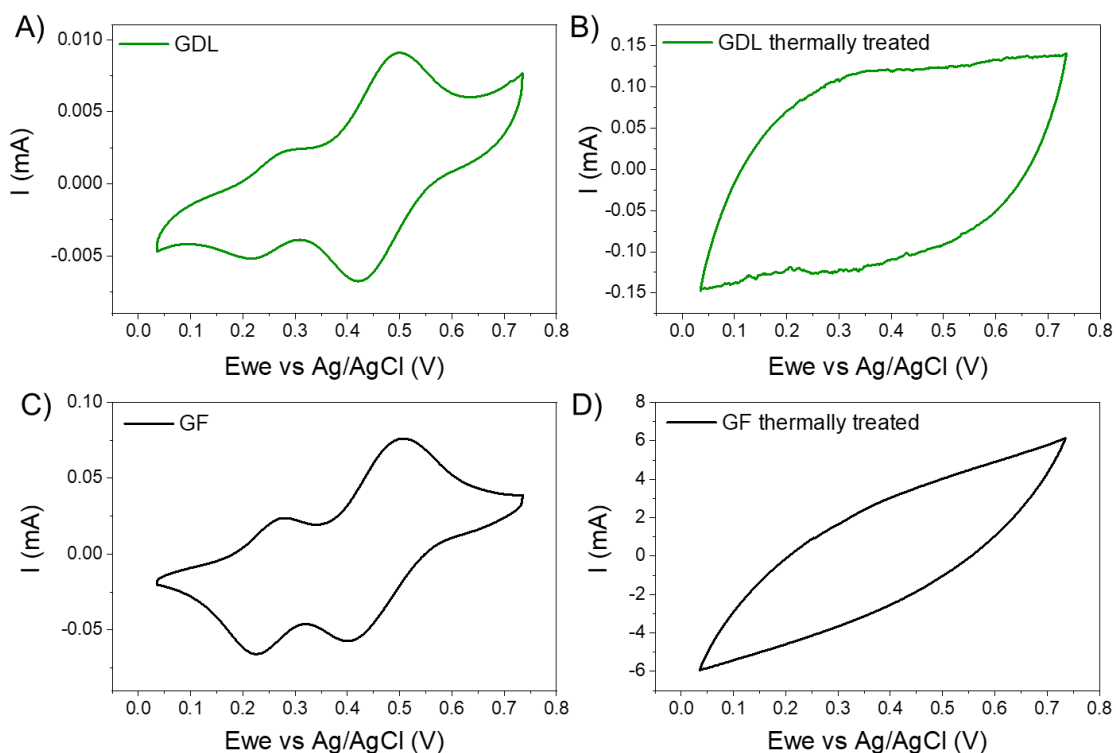 A)
GDL
I (mA)
0.010
0.005
0.000
-0.005
0.0 0.1 0.2 0.3 0.4 0.5 0.6 0.7 0.8
Ewe vs Ag/AgCl (V)
B)
GDL thermally treated
I (mA)
0.15
0.10
0.05
0.00
-0.05
-0.10
-0.15
0.0 0.1 0.2 0.3 0.4 0.5 0.6 0.7 0.8
Ewe vs Ag/AgCl (V)
C)
GF
I (mA)
0.10
0.05
0.00
-0.05
0.0 0.1 0.2 0.3 0.4 0.5 0.6 0.7 0.8
Ewe vs Ag/AgCl (V)
D)
GF thermally treated
I (mA)
8
6
4
2
0
-2
-4
-6
0.0 0.1 0.2 0.3 0.4 0.5 0.6 0.7 0.8
Ewe vs Ag/AgCl (V)